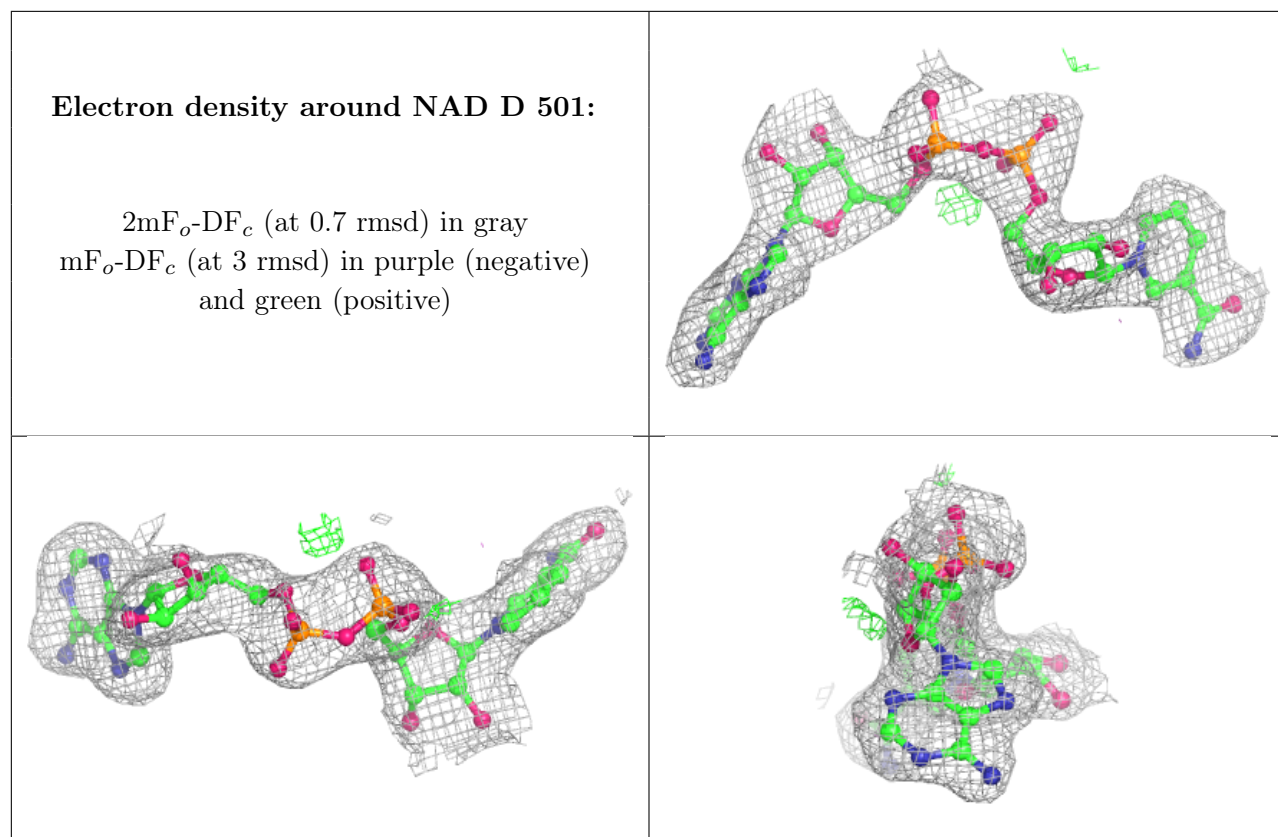 Electron density around NAD D 501:
2mFₒ-DF𝒸 (at 0.7 rmsd) in gray
mFₒ-DF𝒸 (at 3 rmsd) in purple (negative)
and green (positive)